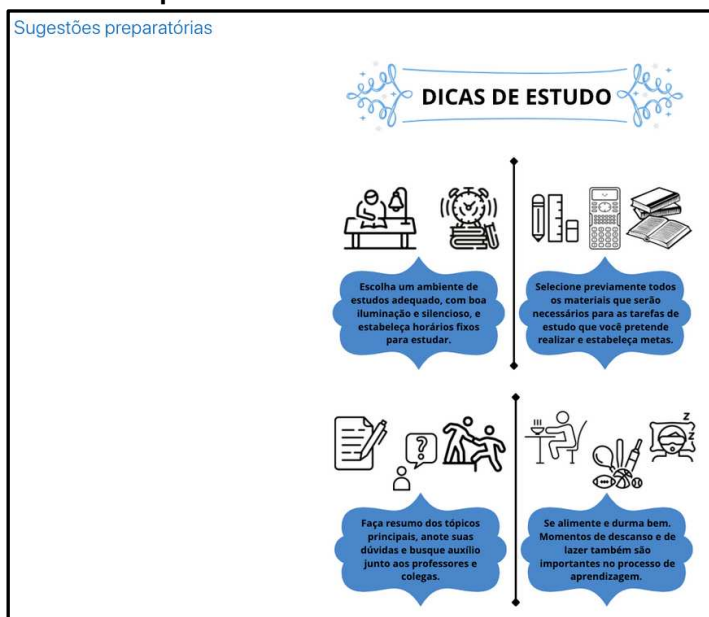 Sugestões preparatórias
DICAS DE ESTUDO
Escolha um ambiente de
estudos adequado, com boa
iluminação e silencioso, e
estabeleça horários fixos
para estudar.
Selecione previamente todos
os materiais que serão
necessários para as tarefas de
estudo que você pretende
realizar e estabeleça metas.
Faça resumo dos tópicos
principais, anote suas
dúvidas e busque auxílio
junto aos professores e
colegas.
Se alimente e durma bem.
Momentos de descanso e de
lazer também são
importantes no processo de
aprendizagem.